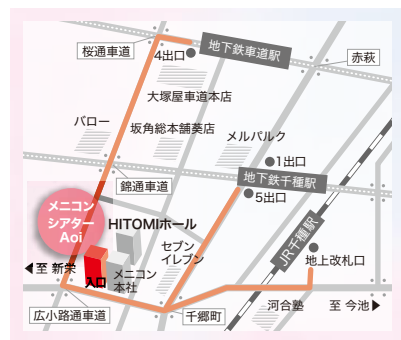 桜通車道
4出口
地下鉄車道駅
赤萩
大塚屋車道本店
バロー
坂角総本舗葵店
メルパルク
1出口
地下鉄千種駅
錦通車道
5出口
メニコン
シアター
Aoi
HITOMIホール
セブン
イレブン
JR千種駅
地上改札口
至 新栄
入口
メニコン
本社
広小路通車道
千郷町
河合塾
至 今池